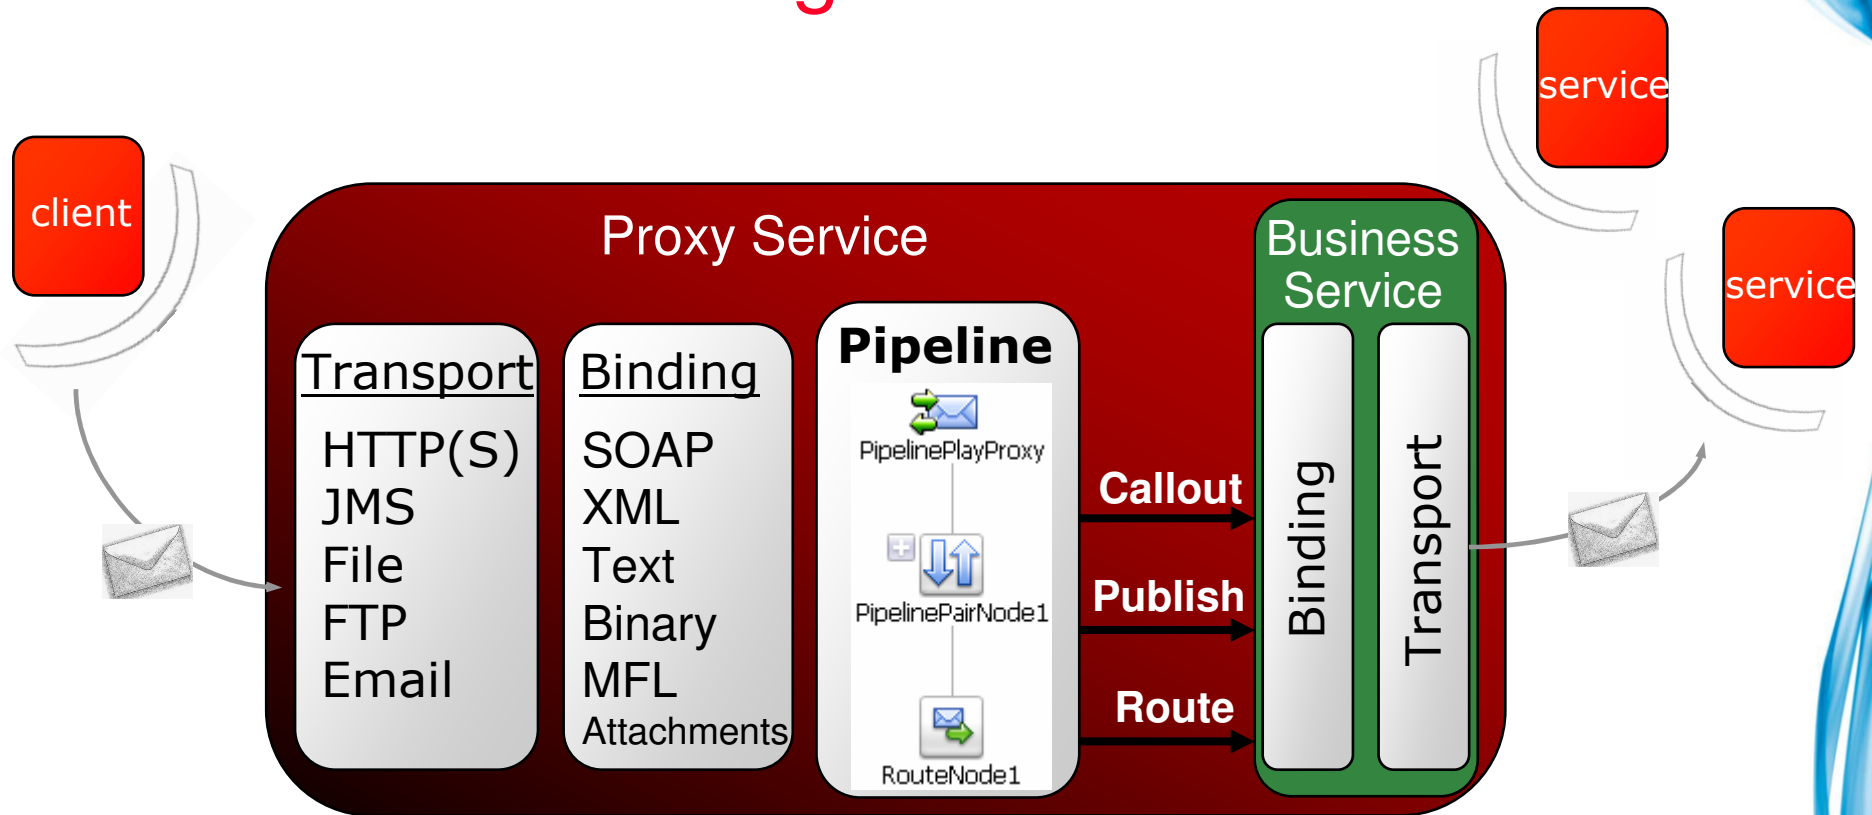 client
service
service
Proxy Service
Business
Service
Transport
HTTP(S)
JMS
File
FTP
Email
Binding
SOAP
XML
Text
Binary
MFL
Attachments
Pipeline
PipelinePlayProxy
PipelinePairNode1
RouteNode1
Callout
Publish
Route
Binding
Transport